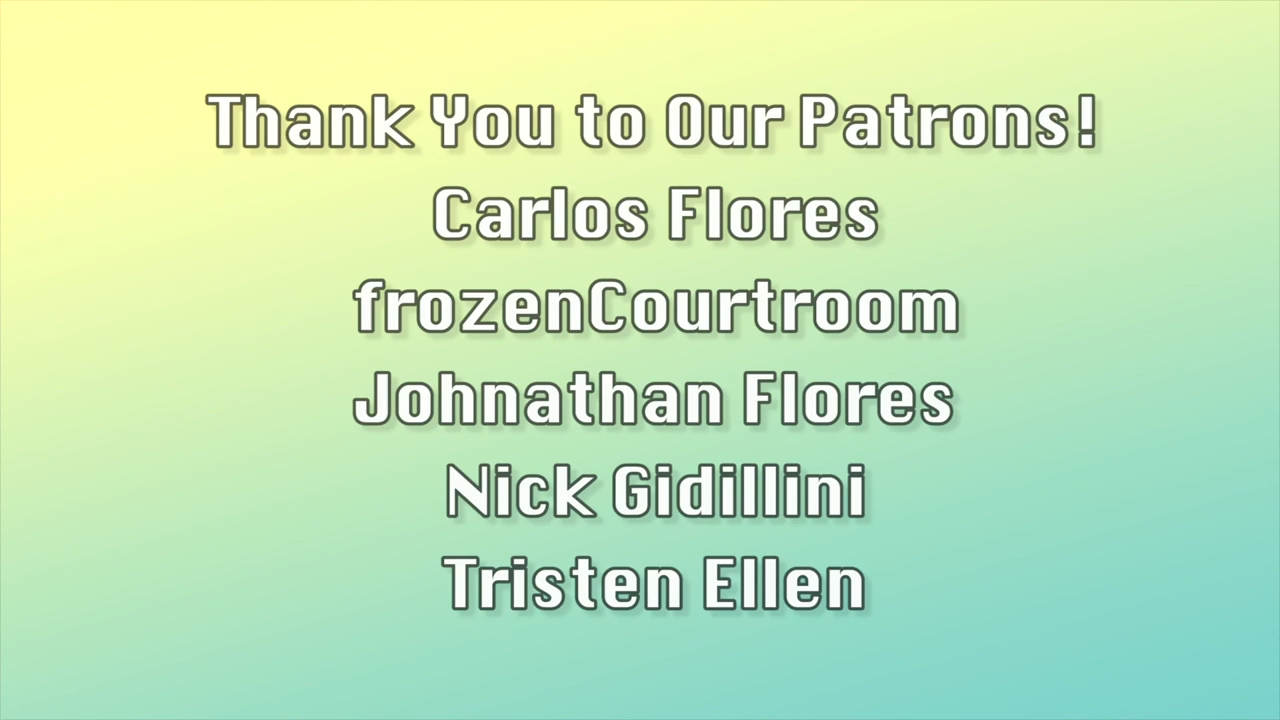 Thank You to Our Patrons!
Carlos Flores
frozenCourtroom
Johnathan Flores
Nick Gidillini
Tristen Ellen